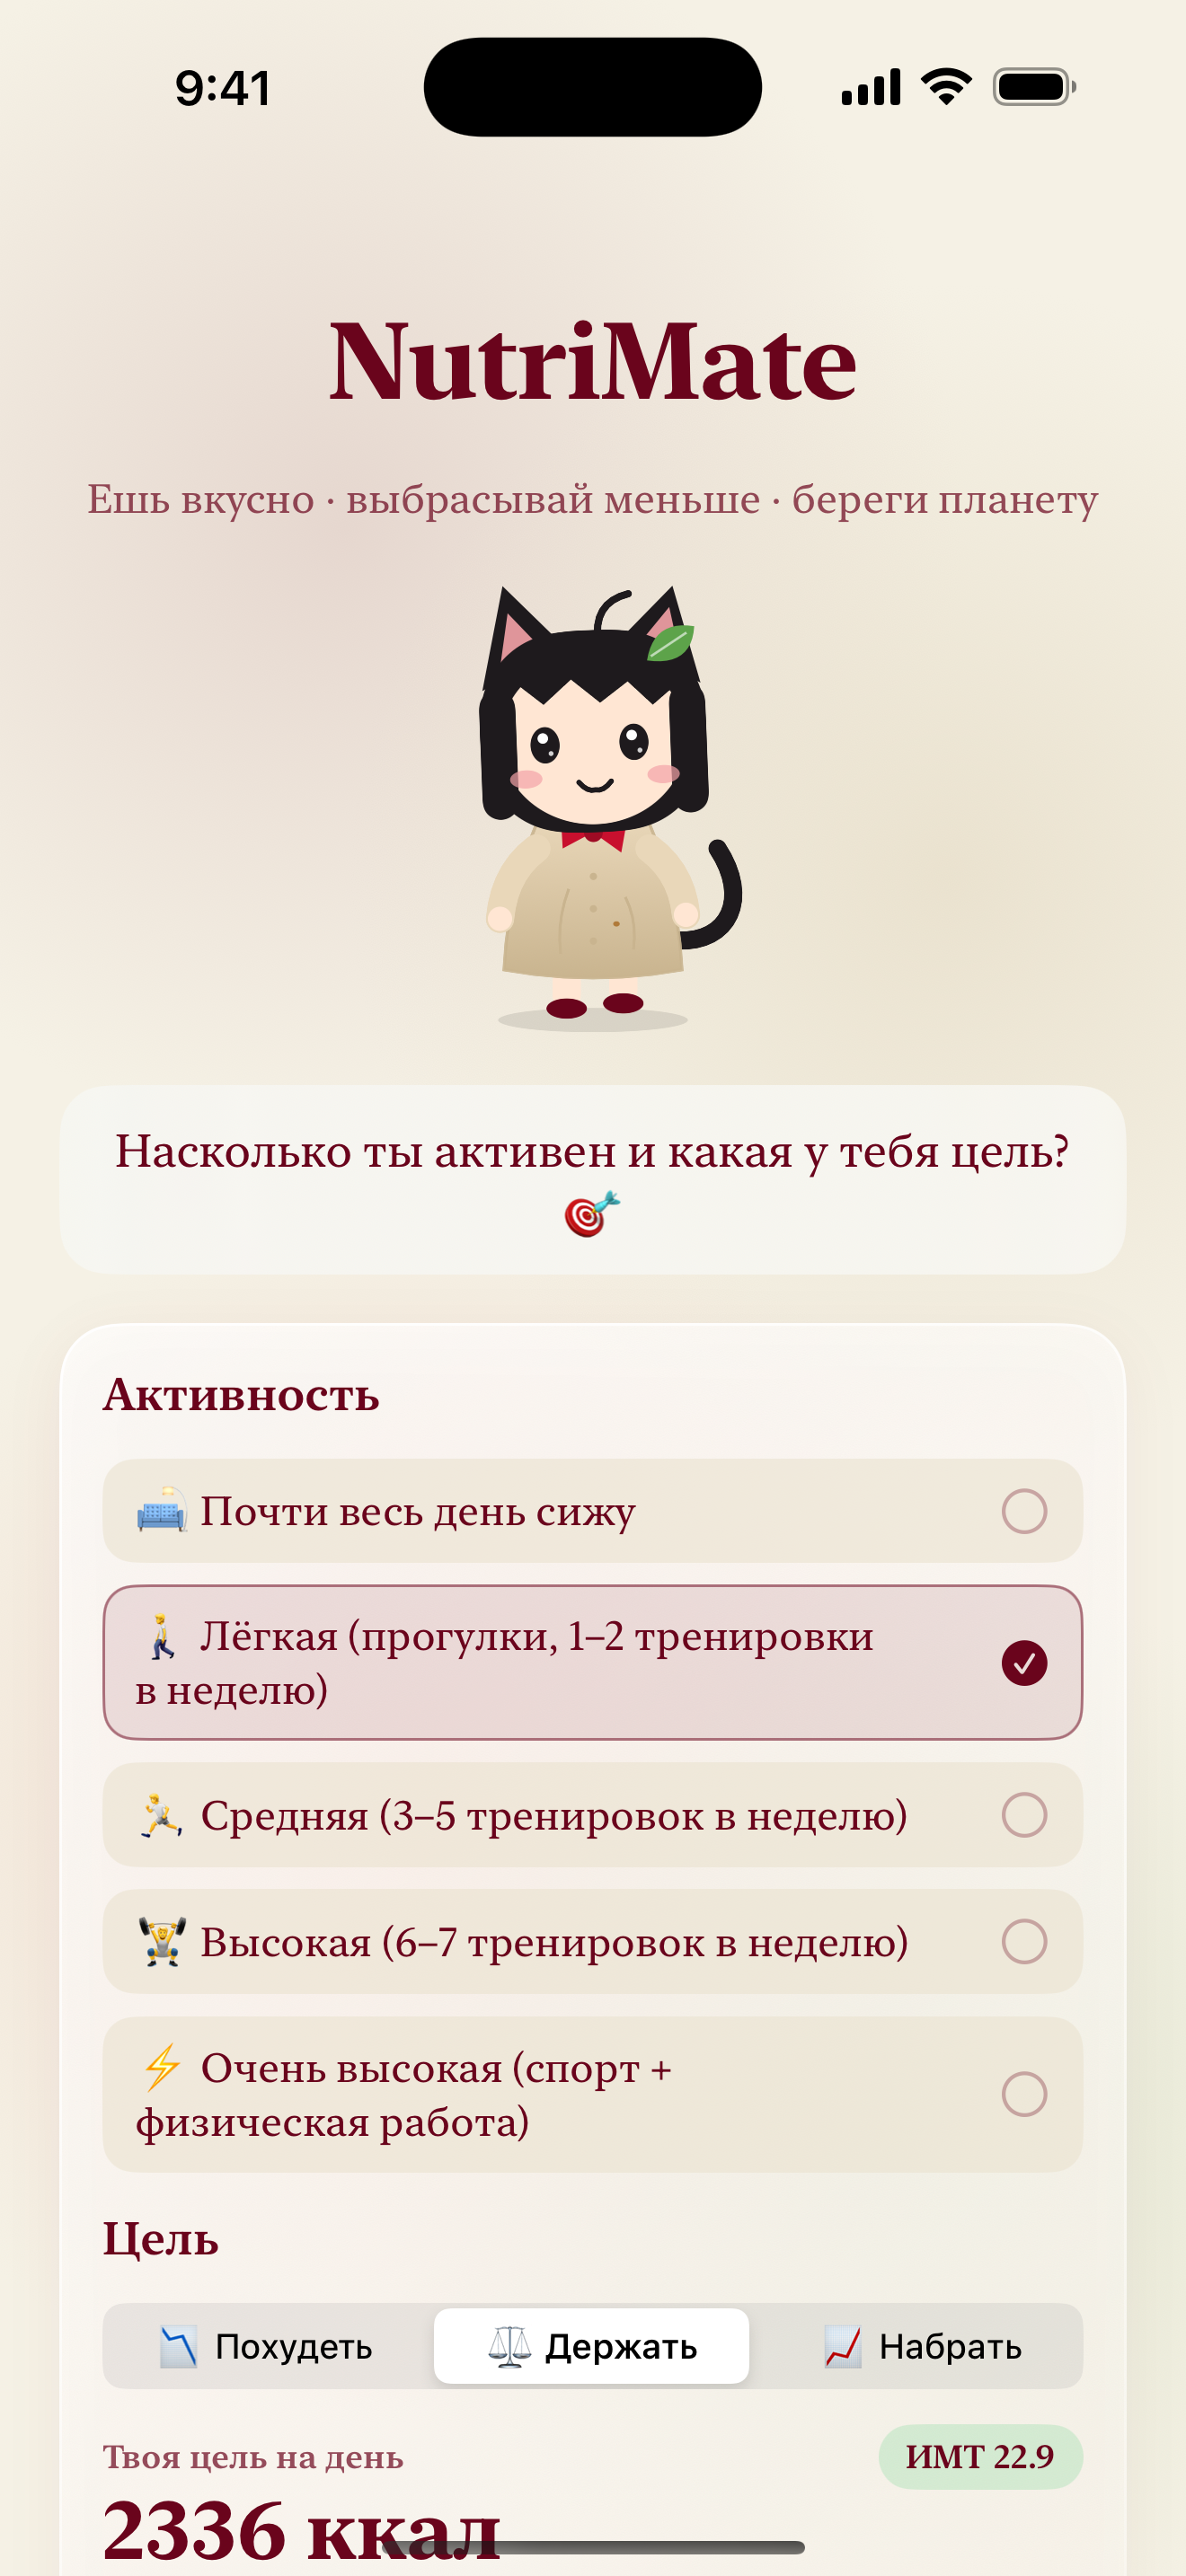 9:41
NutriMate
Ешь вкусно · выбрасывай меньше · береги планету
Насколько ты активен и какая у тебя цель?
🎯
Активность
🛋️ Почти весь день сижу
🚶 Лёгкая (прогулки, 1–2 тренировки
в неделю)
🏃 Средняя (3–5 тренировок в неделю)
🏋️ Высокая (6–7 тренировок в неделю)
⚡ Очень высокая (спорт +
физическая работа)
Цель
📉 Похудеть ⚖️ Держать 📈 Набрать
Твоя цель на день ИМТ 22.9
2336 ккал